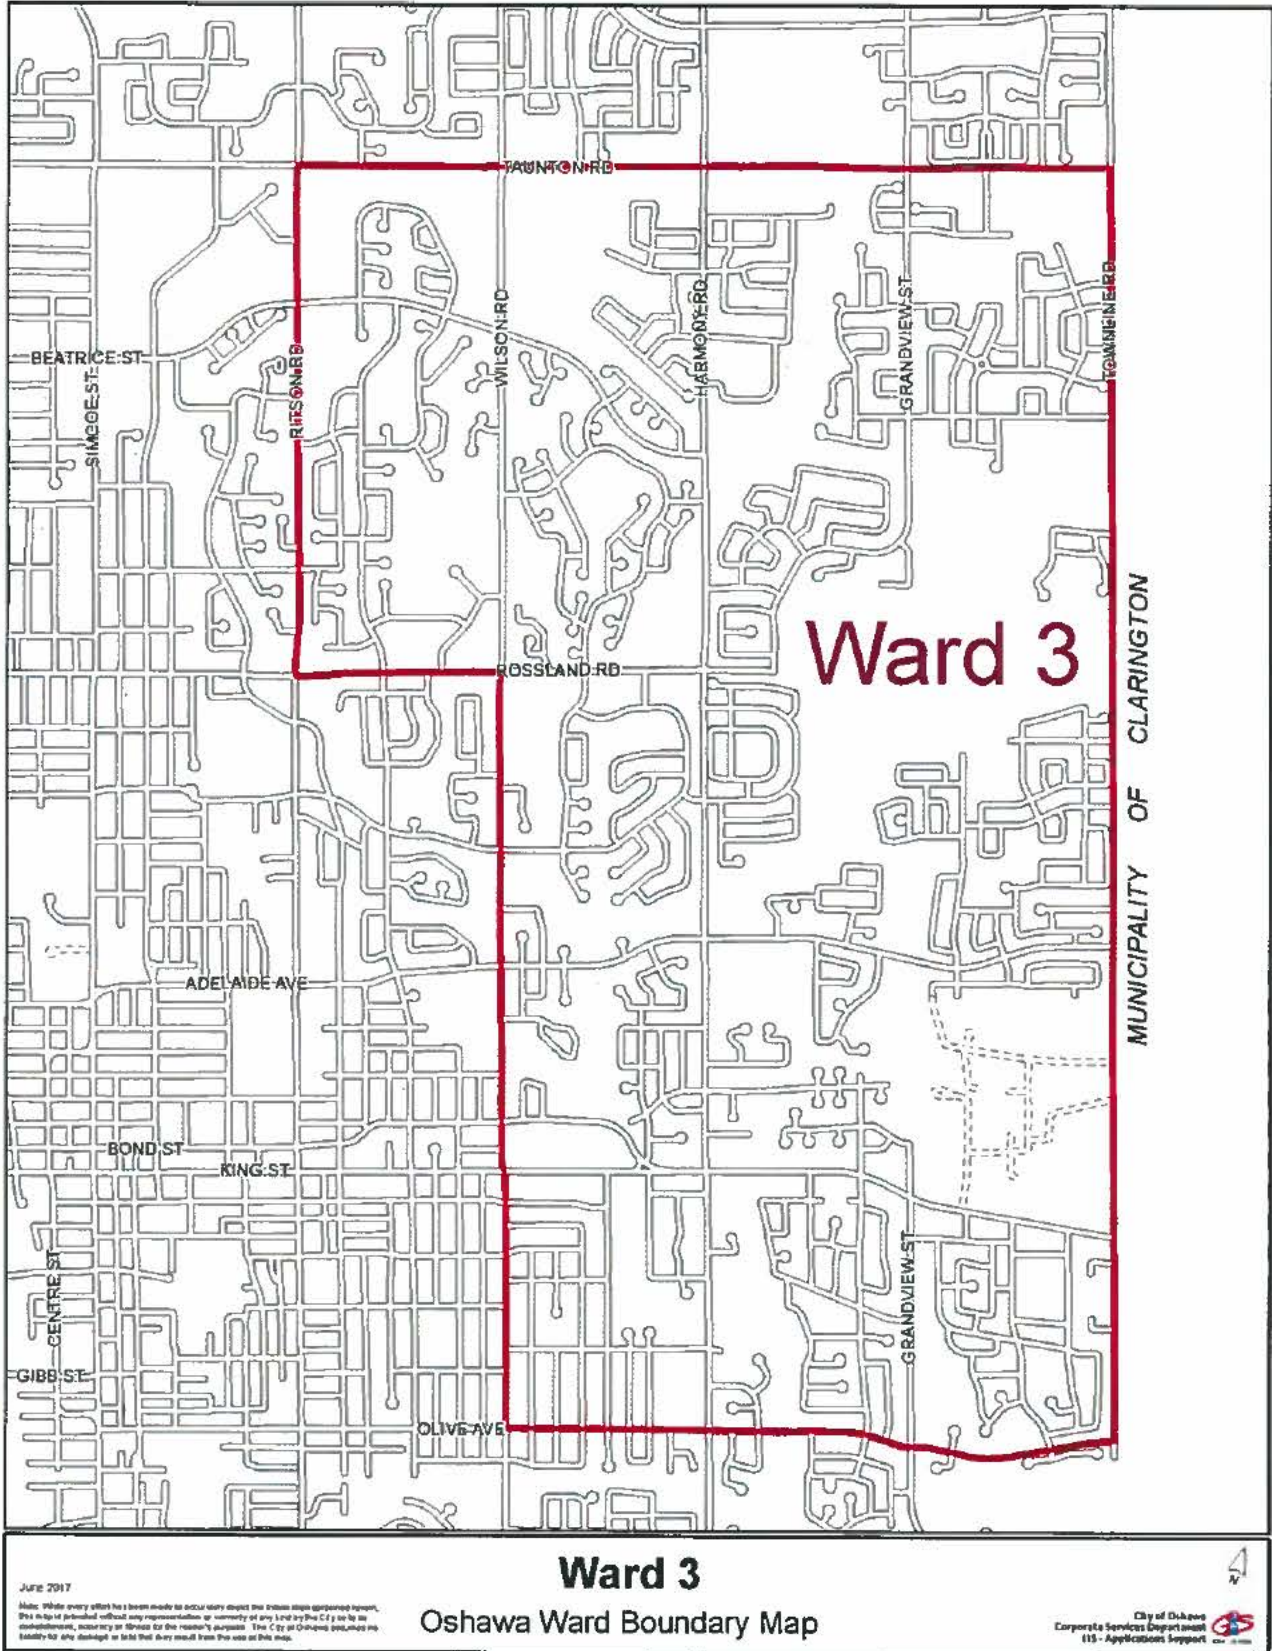 TAUNTON RD
WILSON RD
HARMONY RD
GRANDVIEW ST
TOWNLINE RD
BEATRICE ST
SIMCOE ST
RITSON RD
Ward 3
ROSSLAND RD
MUNICIPALITY OF CLARINGTON
ADELAIDE AVE
BOND ST
KING ST
CENTRE ST
GRANDVIEW ST
GIBB ST
OLIVE AVE
Ward 3
Oshawa Ward Boundary Map
June 2017
N
City of Oshawa
Corporate Services Department
ITS - Applications Support
GIS